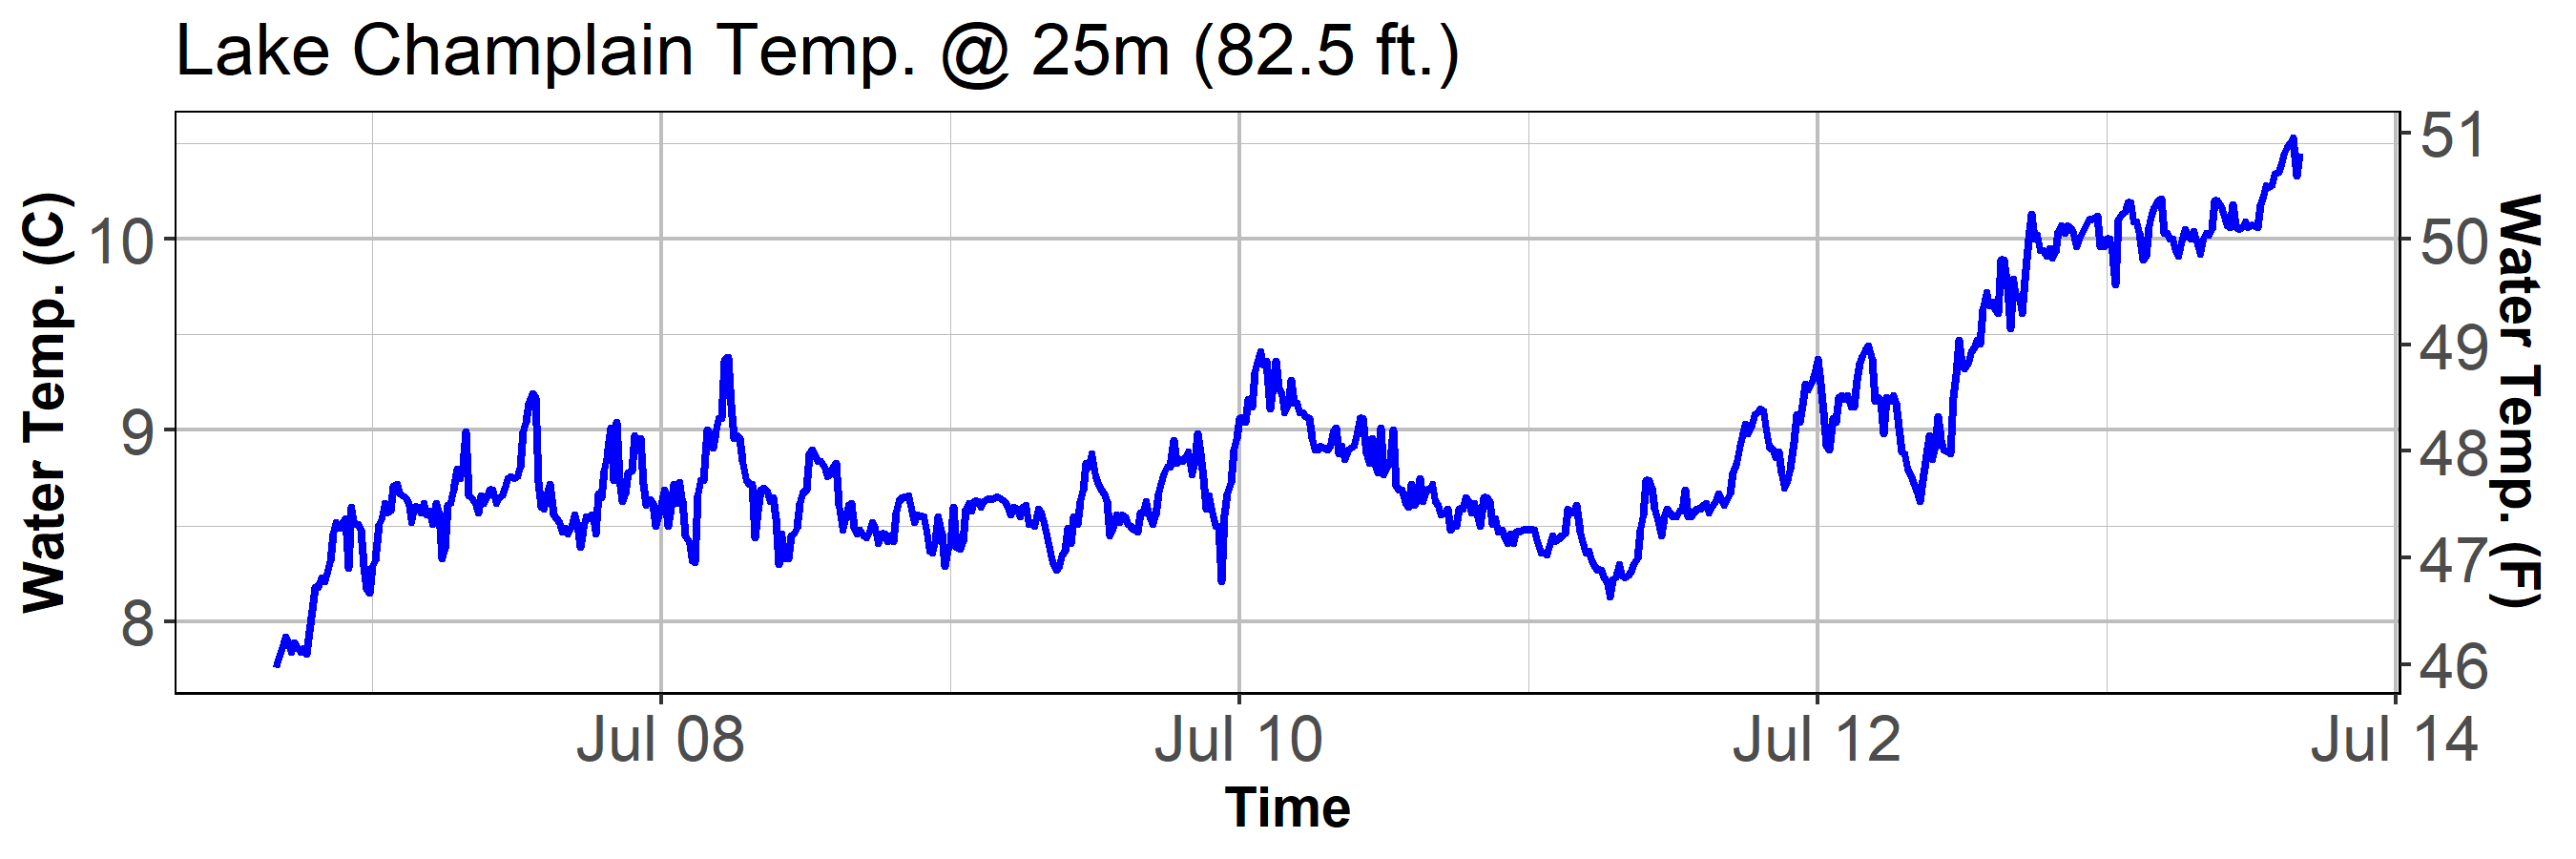 Lake Champlain Temp. @ 25m (82.5 ft.)
Water Temp. (C)
10
9
8
51
50
49
48
47
46
Water Temp. (F)
Jul 08
Jul 10
Jul 12
Jul 14
Time